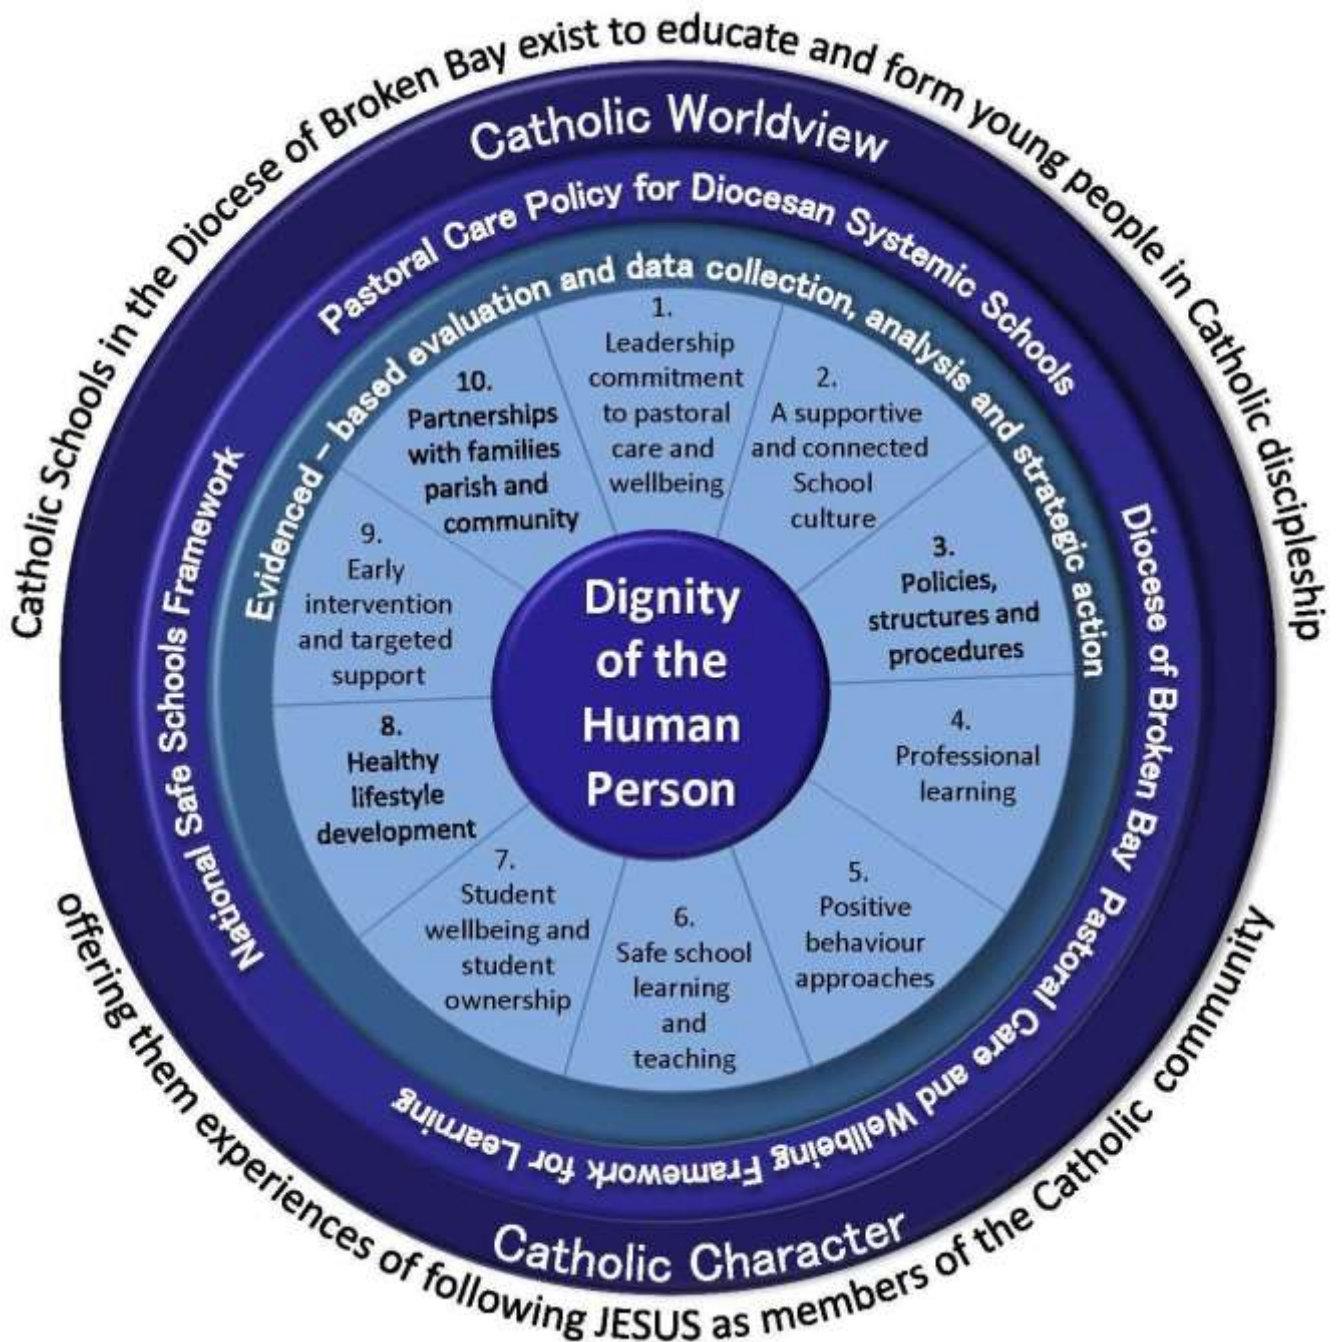 Catholic Schools in the Diocese of Broken Bay exist to educate and form young people in Catholic discipleship
offering them experiences of following JESUS as members of the Catholic community
Catholic Worldview
Catholic Character
Pastoral Care Policy for Diocesan Systemic Schools
Diocese of Broken Bay Pastoral Care and Wellbeing Framework for Learning
National Safe Schools Framework
Evidenced – based evaluation and data collection, analysis and strategic action
1.
Leadership
commitment
to pastoral
care and
wellbeing
2.
A supportive
and connected
School
culture
3.
Policies,
structures and
procedures
4.
Professional
learning
5.
Positive
behaviour
approaches
6.
Safe school
learning
and
teaching
7.
Student
wellbeing and
student
ownership
8.
Healthy
lifestyle
development
9.
Early
intervention
and targeted
support
10.
Partnerships
with families
parish and
community
Dignity
of the
Human
Person